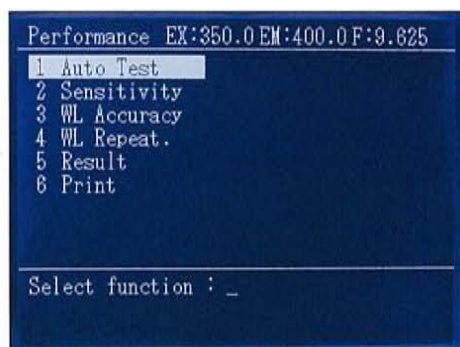 Performance EX:350.0 EM:400.0 F:9.625
1 Auto Test
2 Sensitivity
3 WL Accuracy
4 WL Repeat.
5 Result
6 Print
Select function : _